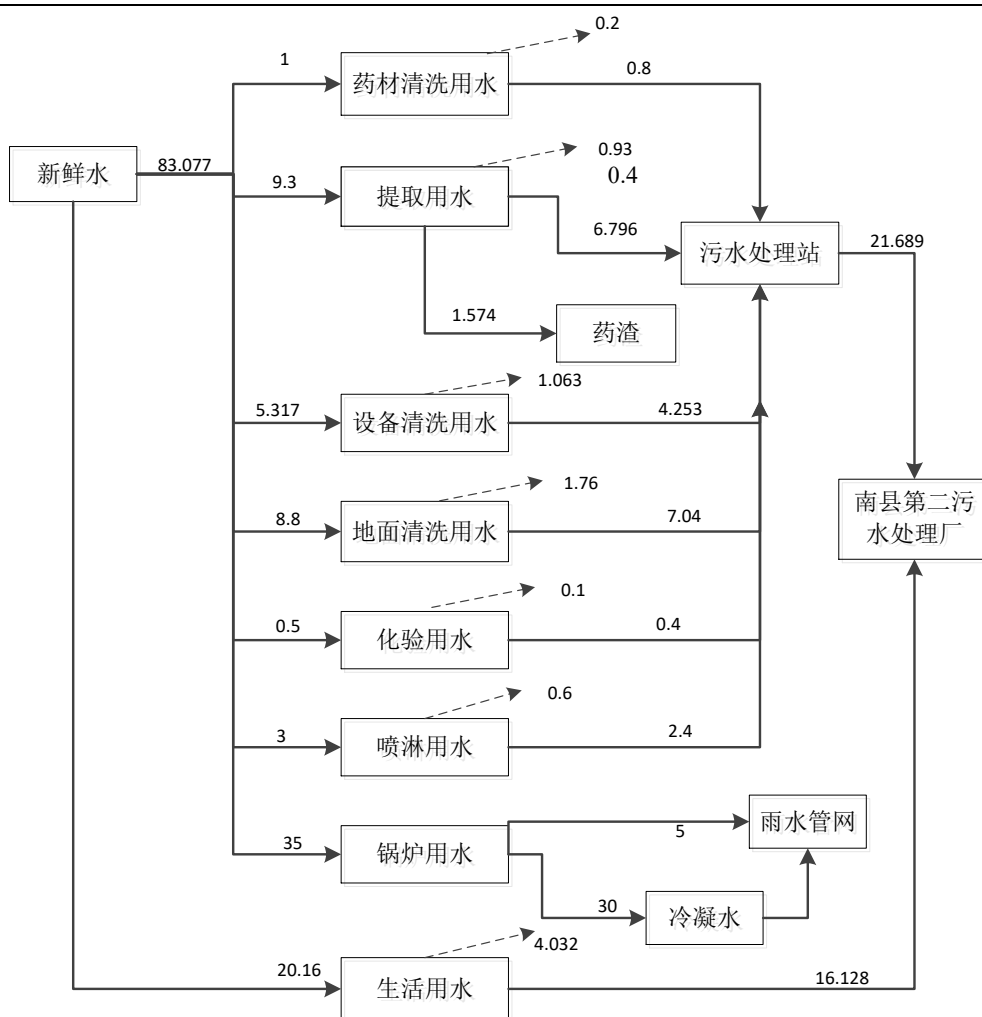 0.2
1
药材清洗用水
0.8
新鲜水
83.077
0.93
0.4
9.3
提取用水
6.796
污水处理站
21.689
1.574
药渣
1.063
5.317
设备清洗用水
4.253
1.76
8.8
地面清洗用水
7.04
南县第二污
水处理厂
0.1
0.5
化验用水
0.4
0.6
3
喷淋用水
2.4
35
锅炉用水
5
雨水管网
30
冷凝水
4.032
20.16
生活用水
16.128